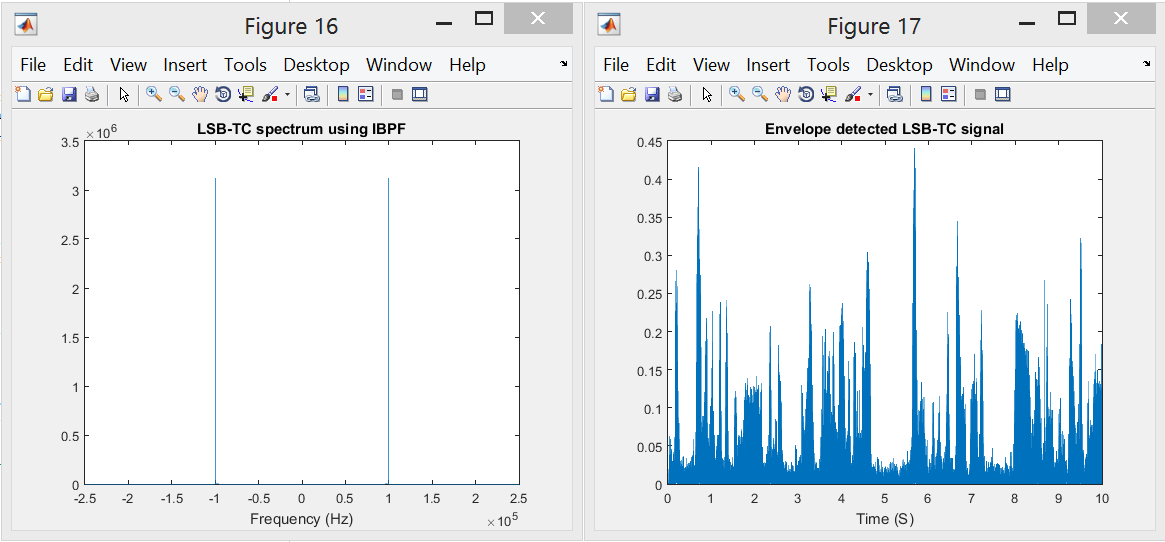 Figure 16
File Edit View Insert Tools Desktop Window Help
LSB-TC spectrum using IBPF
×10^6
3.5
3
2.5
2
1.5
1
0.5
0
-2.5 -2 -1.5 -1 -0.5 0 0.5 1 1.5 2 2.5
Frequency (Hz)
×10^5
Figure 17
File Edit View Insert Tools Desktop Window Help
Envelope detected LSB-TC signal
0.45
0.4
0.35
0.3
0.25
0.2
0.15
0.1
0.05
0
0 1 2 3 4 5 6 7 8 9 10
Time (S)